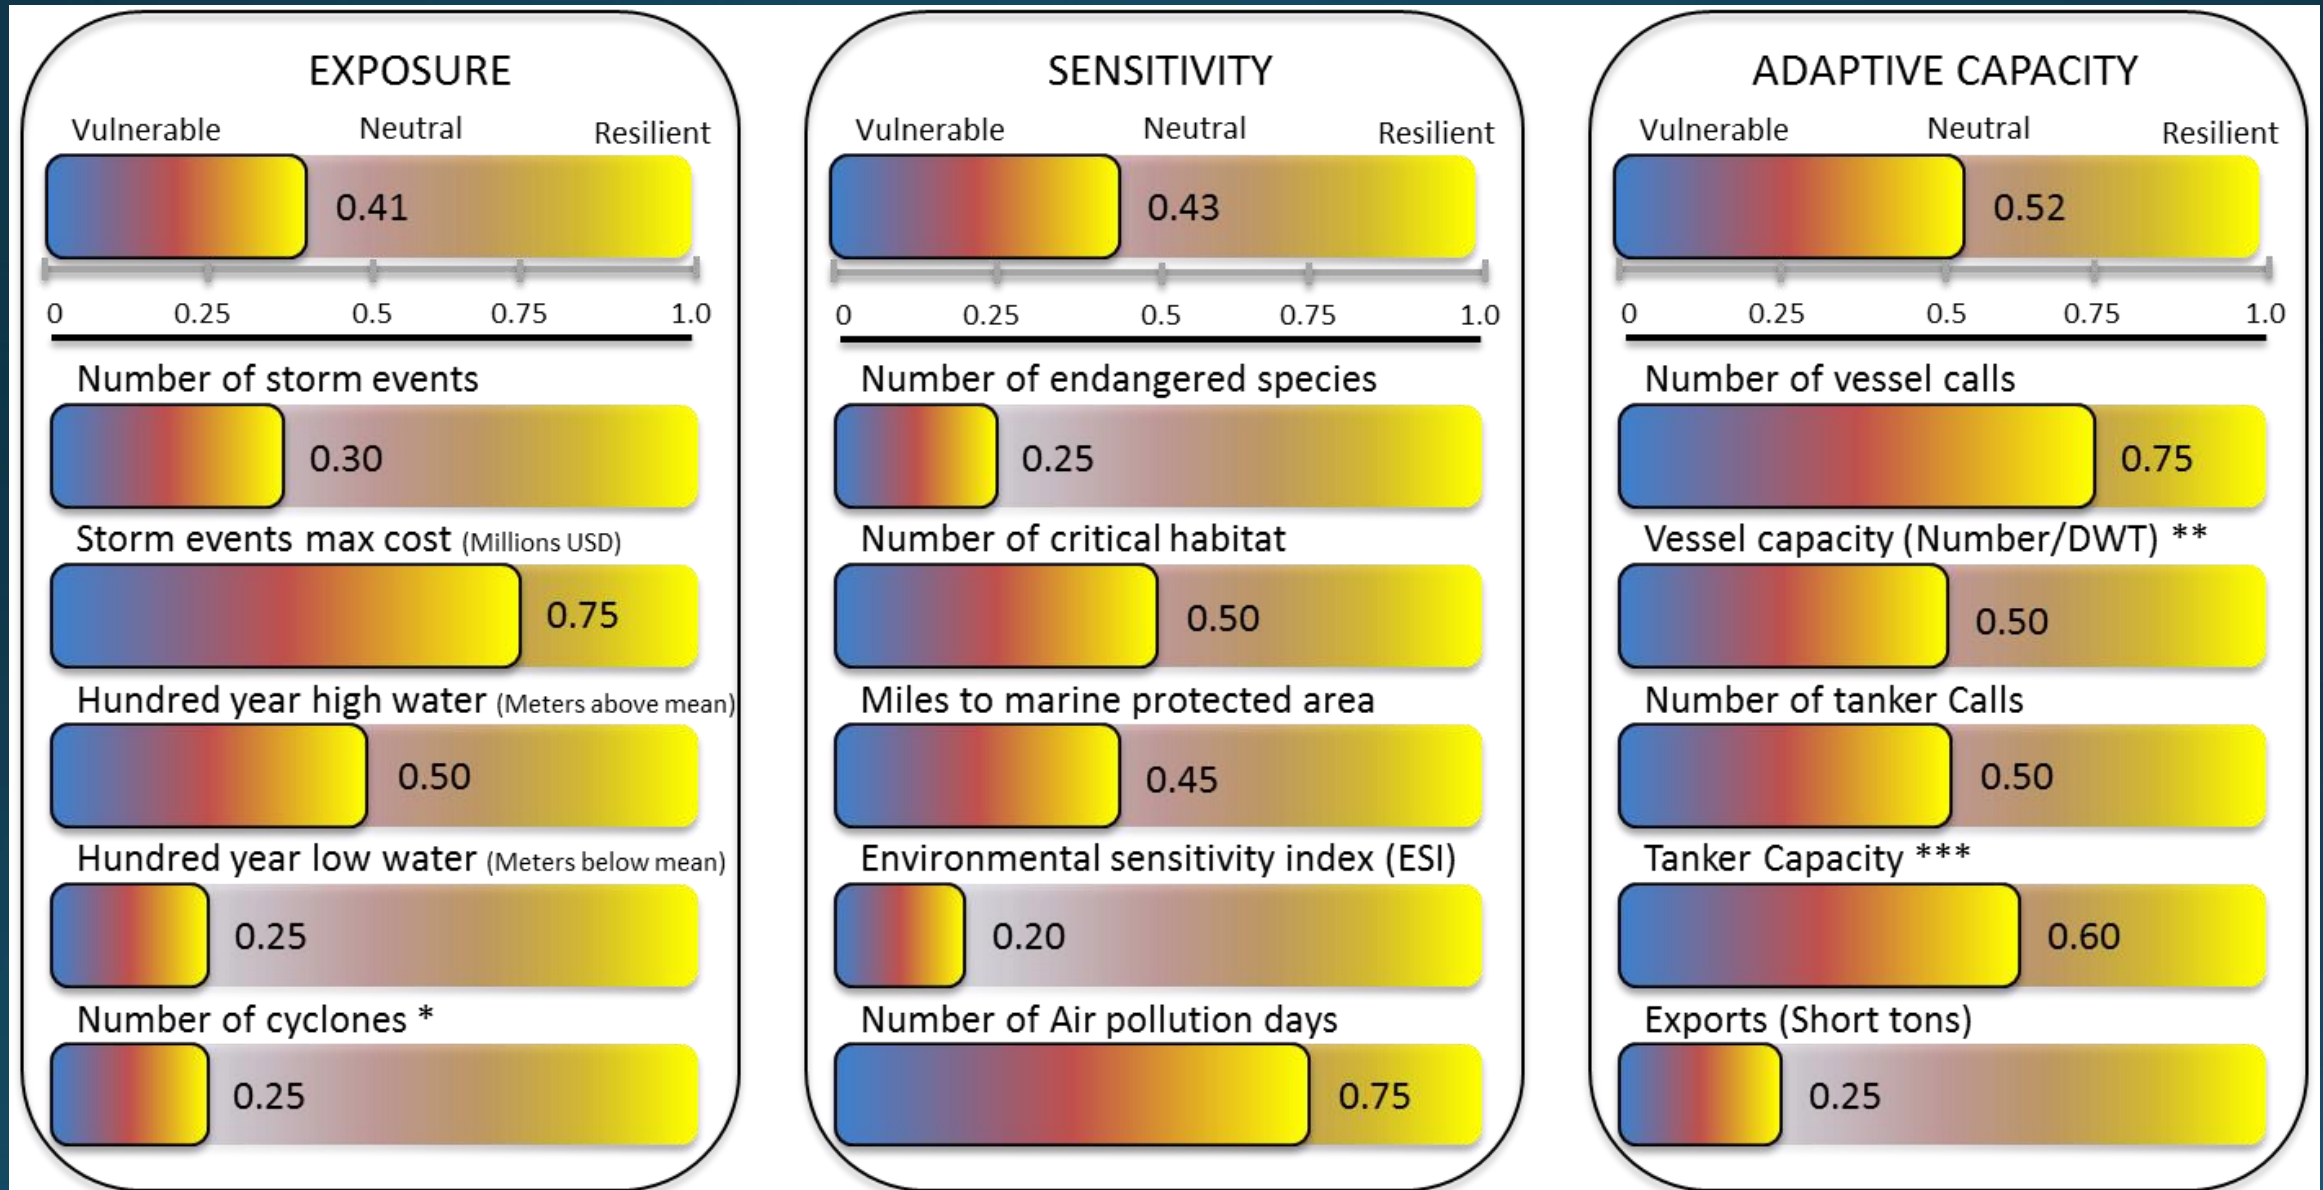 EXPOSURE
Vulnerable Neutral Resilient
0.41
0 0.25 0.5 0.75 1.0
Number of storm events
0.30
Storm events max cost (Millions USD)
0.75
Hundred year high water (Meters above mean)
0.50
Hundred year low water (Meters below mean)
0.25
Number of cyclones *
0.25
SENSITIVITY
Vulnerable Neutral Resilient
0.43
0 0.25 0.5 0.75 1.0
Number of endangered species
0.25
Number of critical habitat
0.50
Miles to marine protected area
0.45
Environmental sensitivity index (ESI)
0.20
Number of Air pollution days
0.75
ADAPTIVE CAPACITY
Vulnerable Neutral Resilient
0.52
0 0.25 0.5 0.75 1.0
Number of vessel calls
0.75
Vessel capacity (Number/DWT) **
0.50
Number of tanker Calls
0.50
Tanker Capacity ***
0.60
Exports (Short tons)
0.25